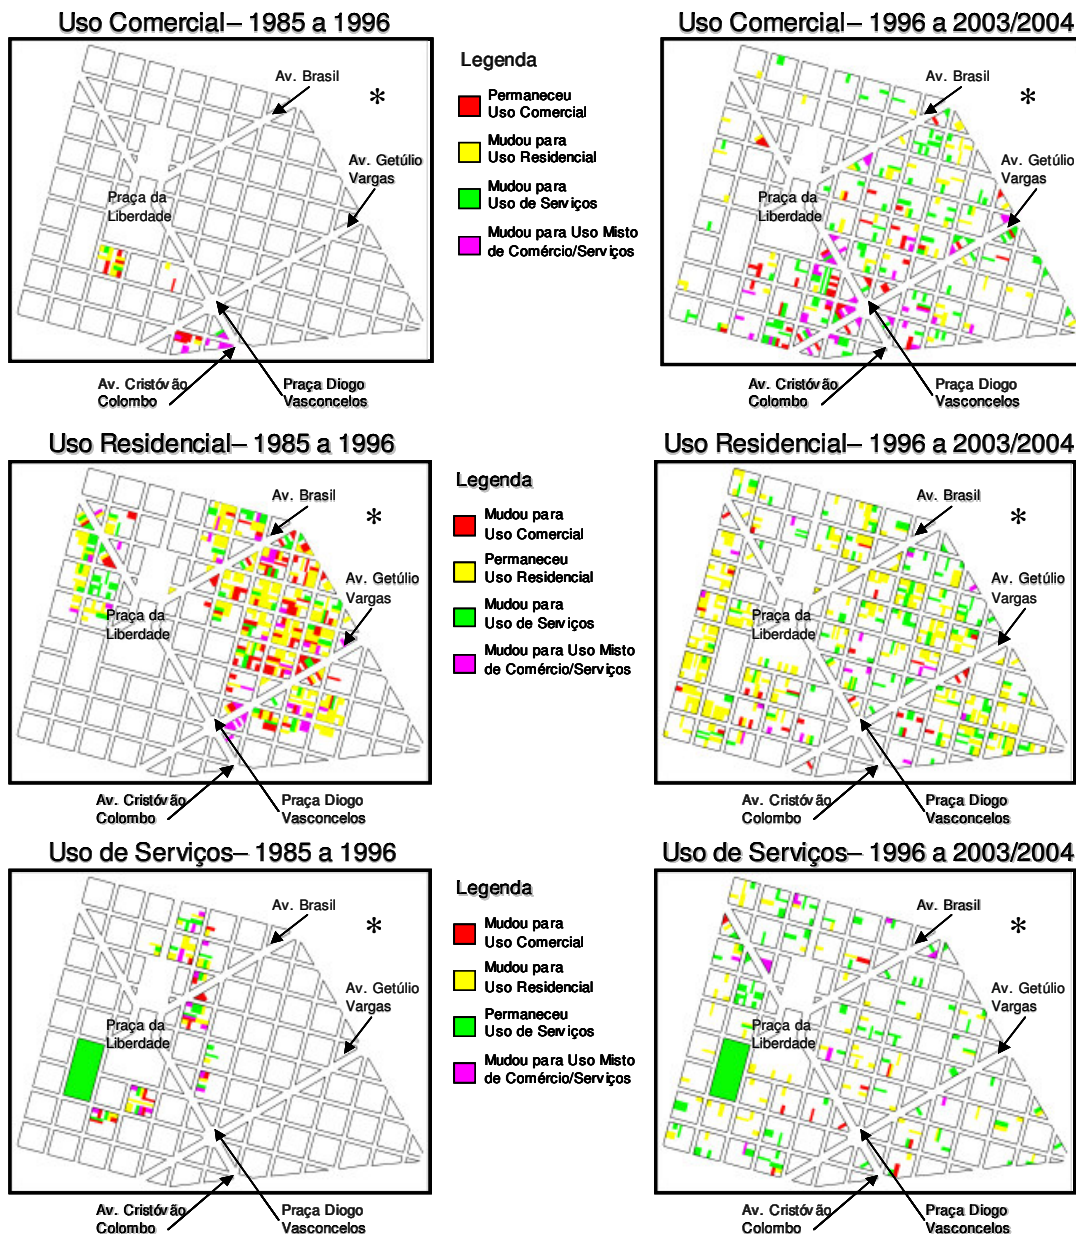 Uso Comercial– 1985 a 1996
Av. Brasil
*
Av. Getúlio
Vargas
Praça da
Liberdade
Av. Cristóvão
Colombo
Praça Diogo
Vasconcelos
Legenda
Permaneceu
Uso Comercial
Mudou para
Uso Residencial
Mudou para
Uso de Serviços
Mudou para Uso Misto
de Comércio/Serviços
Uso Comercial– 1996 a 2003/2004
Av. Brasil
*
Av. Getúlio
Vargas
Praça da
Liberdade
Av. Cristóvão
Colombo
Praça Diogo
Vasconcelos
Uso Residencial– 1985 a 1996
Av. Brasil
*
Av. Getúlio
Vargas
Praça da
Liberdade
Av. Cristóvão
Colombo
Praça Diogo
Vasconcelos
Legenda
Mudou para
Uso Comercial
Permaneceu
Uso Residencial
Mudou para
Uso de Serviços
Mudou para Uso Misto
de Comércio/Serviços
Uso Residencial– 1996 a 2003/2004
Av. Brasil
*
Av. Getúlio
Vargas
Praça da
Liberdade
Av. Cristóvão
Colombo
Praça Diogo
Vasconcelos
Uso de Serviços– 1985 a 1996
Av. Brasil
*
Av. Getúlio
Vargas
Praça da
Liberdade
Av. Cristóvão
Colombo
Praça Diogo
Vasconcelos
Legenda
Mudou para
Uso Comercial
Mudou para
Uso Residencial
Permaneceu
Uso de Serviços
Mudou para Uso Misto
de Comércio/Serviços
Uso de Serviços– 1996 a 2003/2004
Av. Brasil
*
Av. Getúlio
Vargas
Praça da
Liberdade
Av. Cristóvão
Colombo
Praça Diogo
Vasconcelos